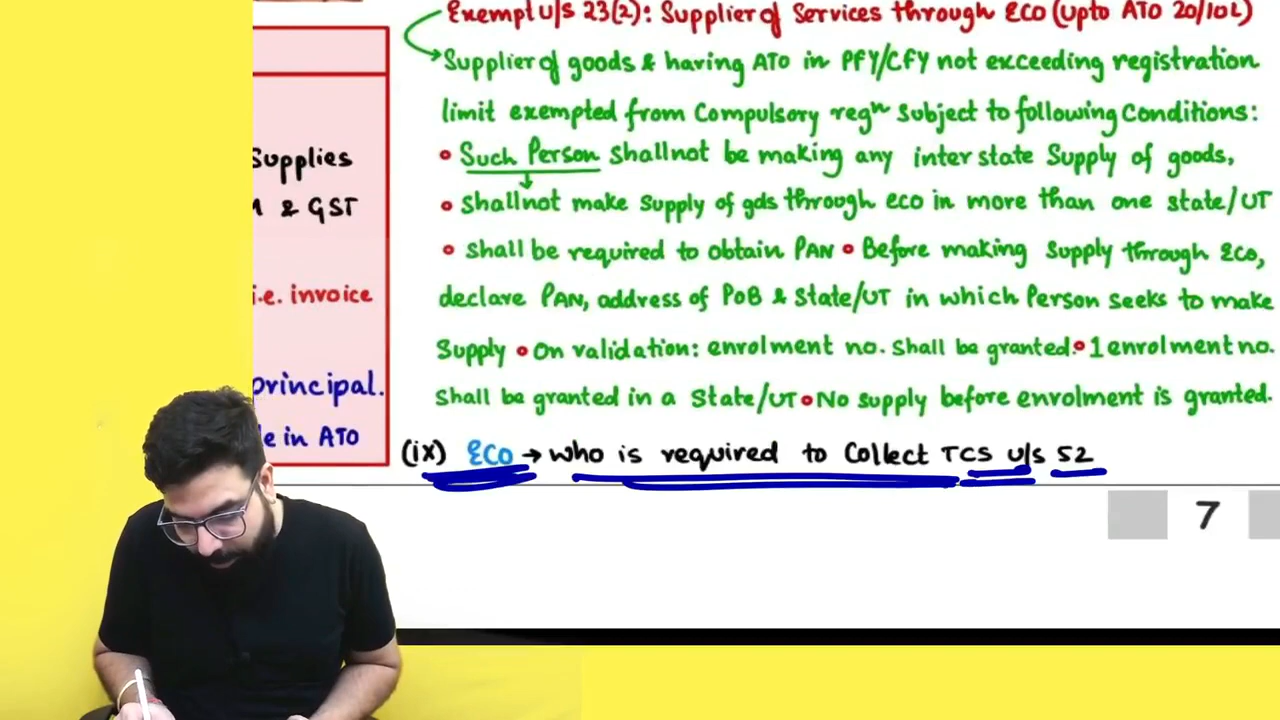 Exempt u/s 23(2): Supplier of Services through ECO (upto ATO 20/10L)
Supplier of goods & having ATO in PFY/CFY not exceeding registration
limit exempted from Compulsory regn Subject to following Conditions:
• Such Person shall not be making any inter state Supply of goods,
• shall not make supply of gds through eco in more than one state/UT
• shall be required to obtain PAN • Before making Supply through ECO,
declare PAN, address of PoB & State/UT in which Person seeks to make
Supply • On validation: enrolment no. shall be granted. • 1 enrolment no.
shall be granted in a State/UT • No supply before enrolment is granted.
(ix) ECO → who is required to Collect TCS u/s 52
Supplies
& GST
i.e. invoice
principal.
in ATO
7